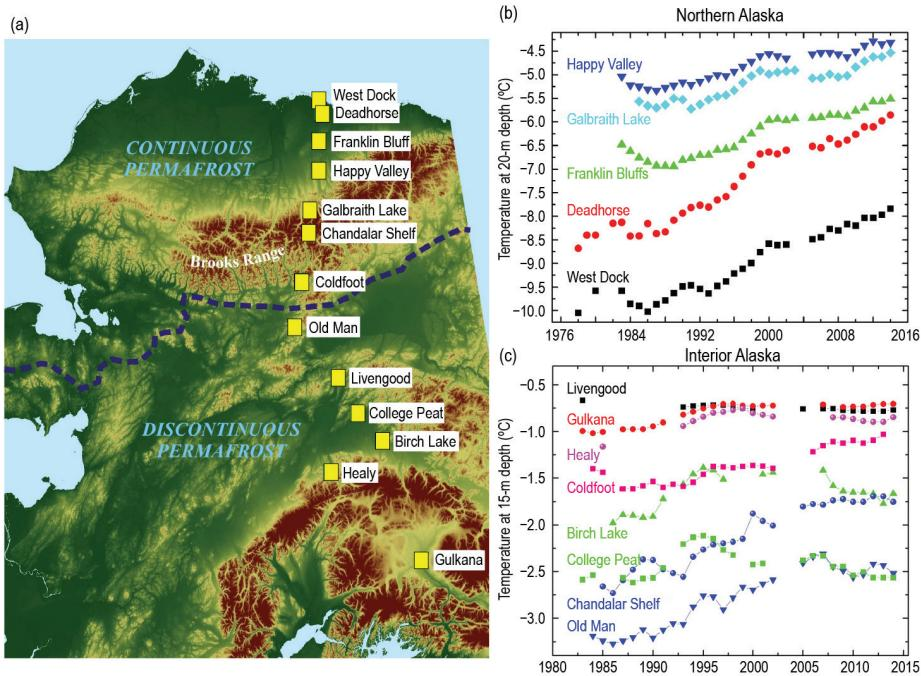 (a)
West Dock
Deadhorse
Franklin Bluff
Happy Valley
Galbraith Lake
Chandalar Shelf
Coldfoot
Old Man
Livengood
College Peat
Birch Lake
Healy
Gulkana
CONTINUOUS
PERMAFROST
Brooks Range
DISCONTINUOUS
PERMAFROST
(b)
Northern Alaska
Temperature at 20-m depth (ºC)
−4.5
−5.0
−5.5
−6.0
−6.5
−7.0
−7.5
−8.0
−8.5
−9.0
−9.5
−10.0
Happy Valley
Galbraith Lake
Franklin Bluffs
Deadhorse
West Dock
1976 1984 1992 2000 2008 2016
(c)
Interior Alaska
Temperature at 15-m depth (ºC)
−0.5
−1.0
−1.5
−2.0
−2.5
−3.0
Livengood
Gulkana
Healy
Coldfoot
Birch Lake
College Peat
Chandalar Shelf
Old Man
1980 1985 1990 1995 2000 2005 2010 2015